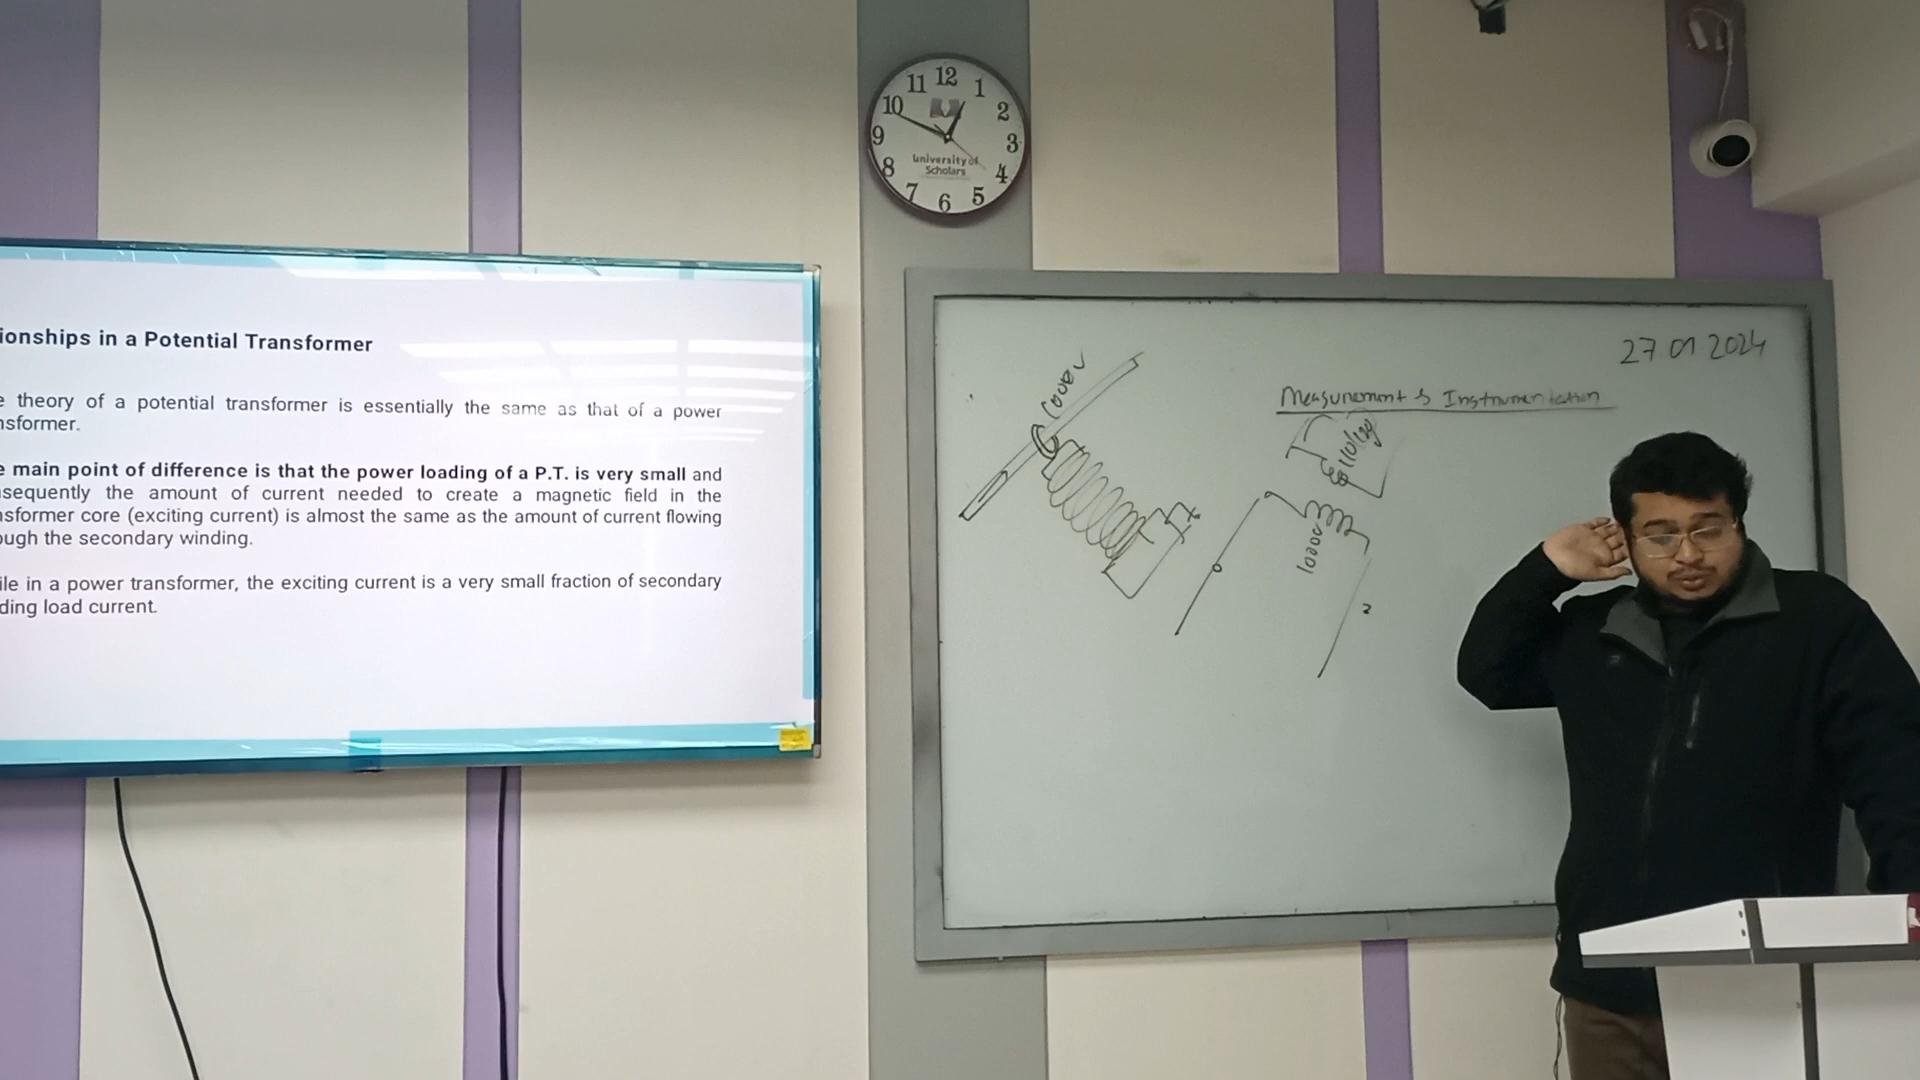 11 12 1
10 2
9 3
8 4
7 6 5
University of
Scholars
ionships in a Potential Transformer
e theory of a potential transformer is essentially the same as that of a power
nsformer.
e main point of difference is that the power loading of a P.T. is very small and
nsequently the amount of current needed to create a magnetic field in the
nsformer core (exciting current) is almost the same as the amount of current flowing
ough the secondary winding.
ile in a power transformer, the exciting current is a very small fraction of secondary
ding load current.
27 01 2024
Measurement & Instrumentation
10000
2